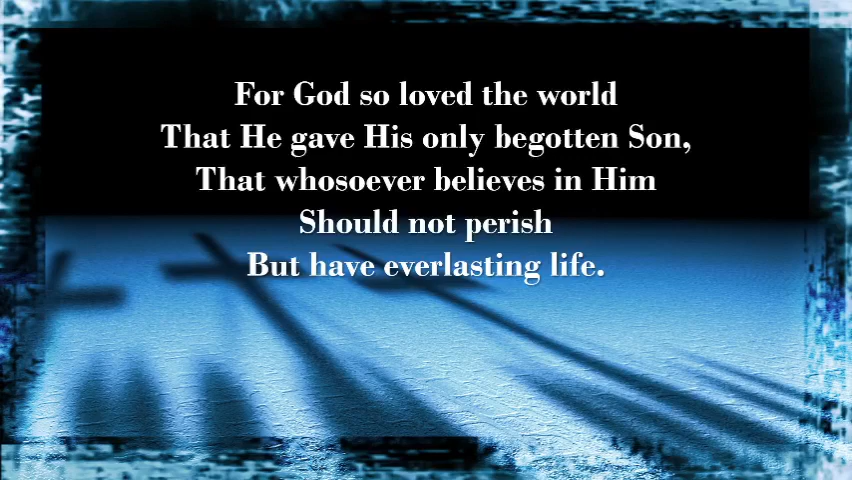 For God so loved the world
That He gave His only begotten Son,
That whosoever believes in Him
Should not perish
But have everlasting life.